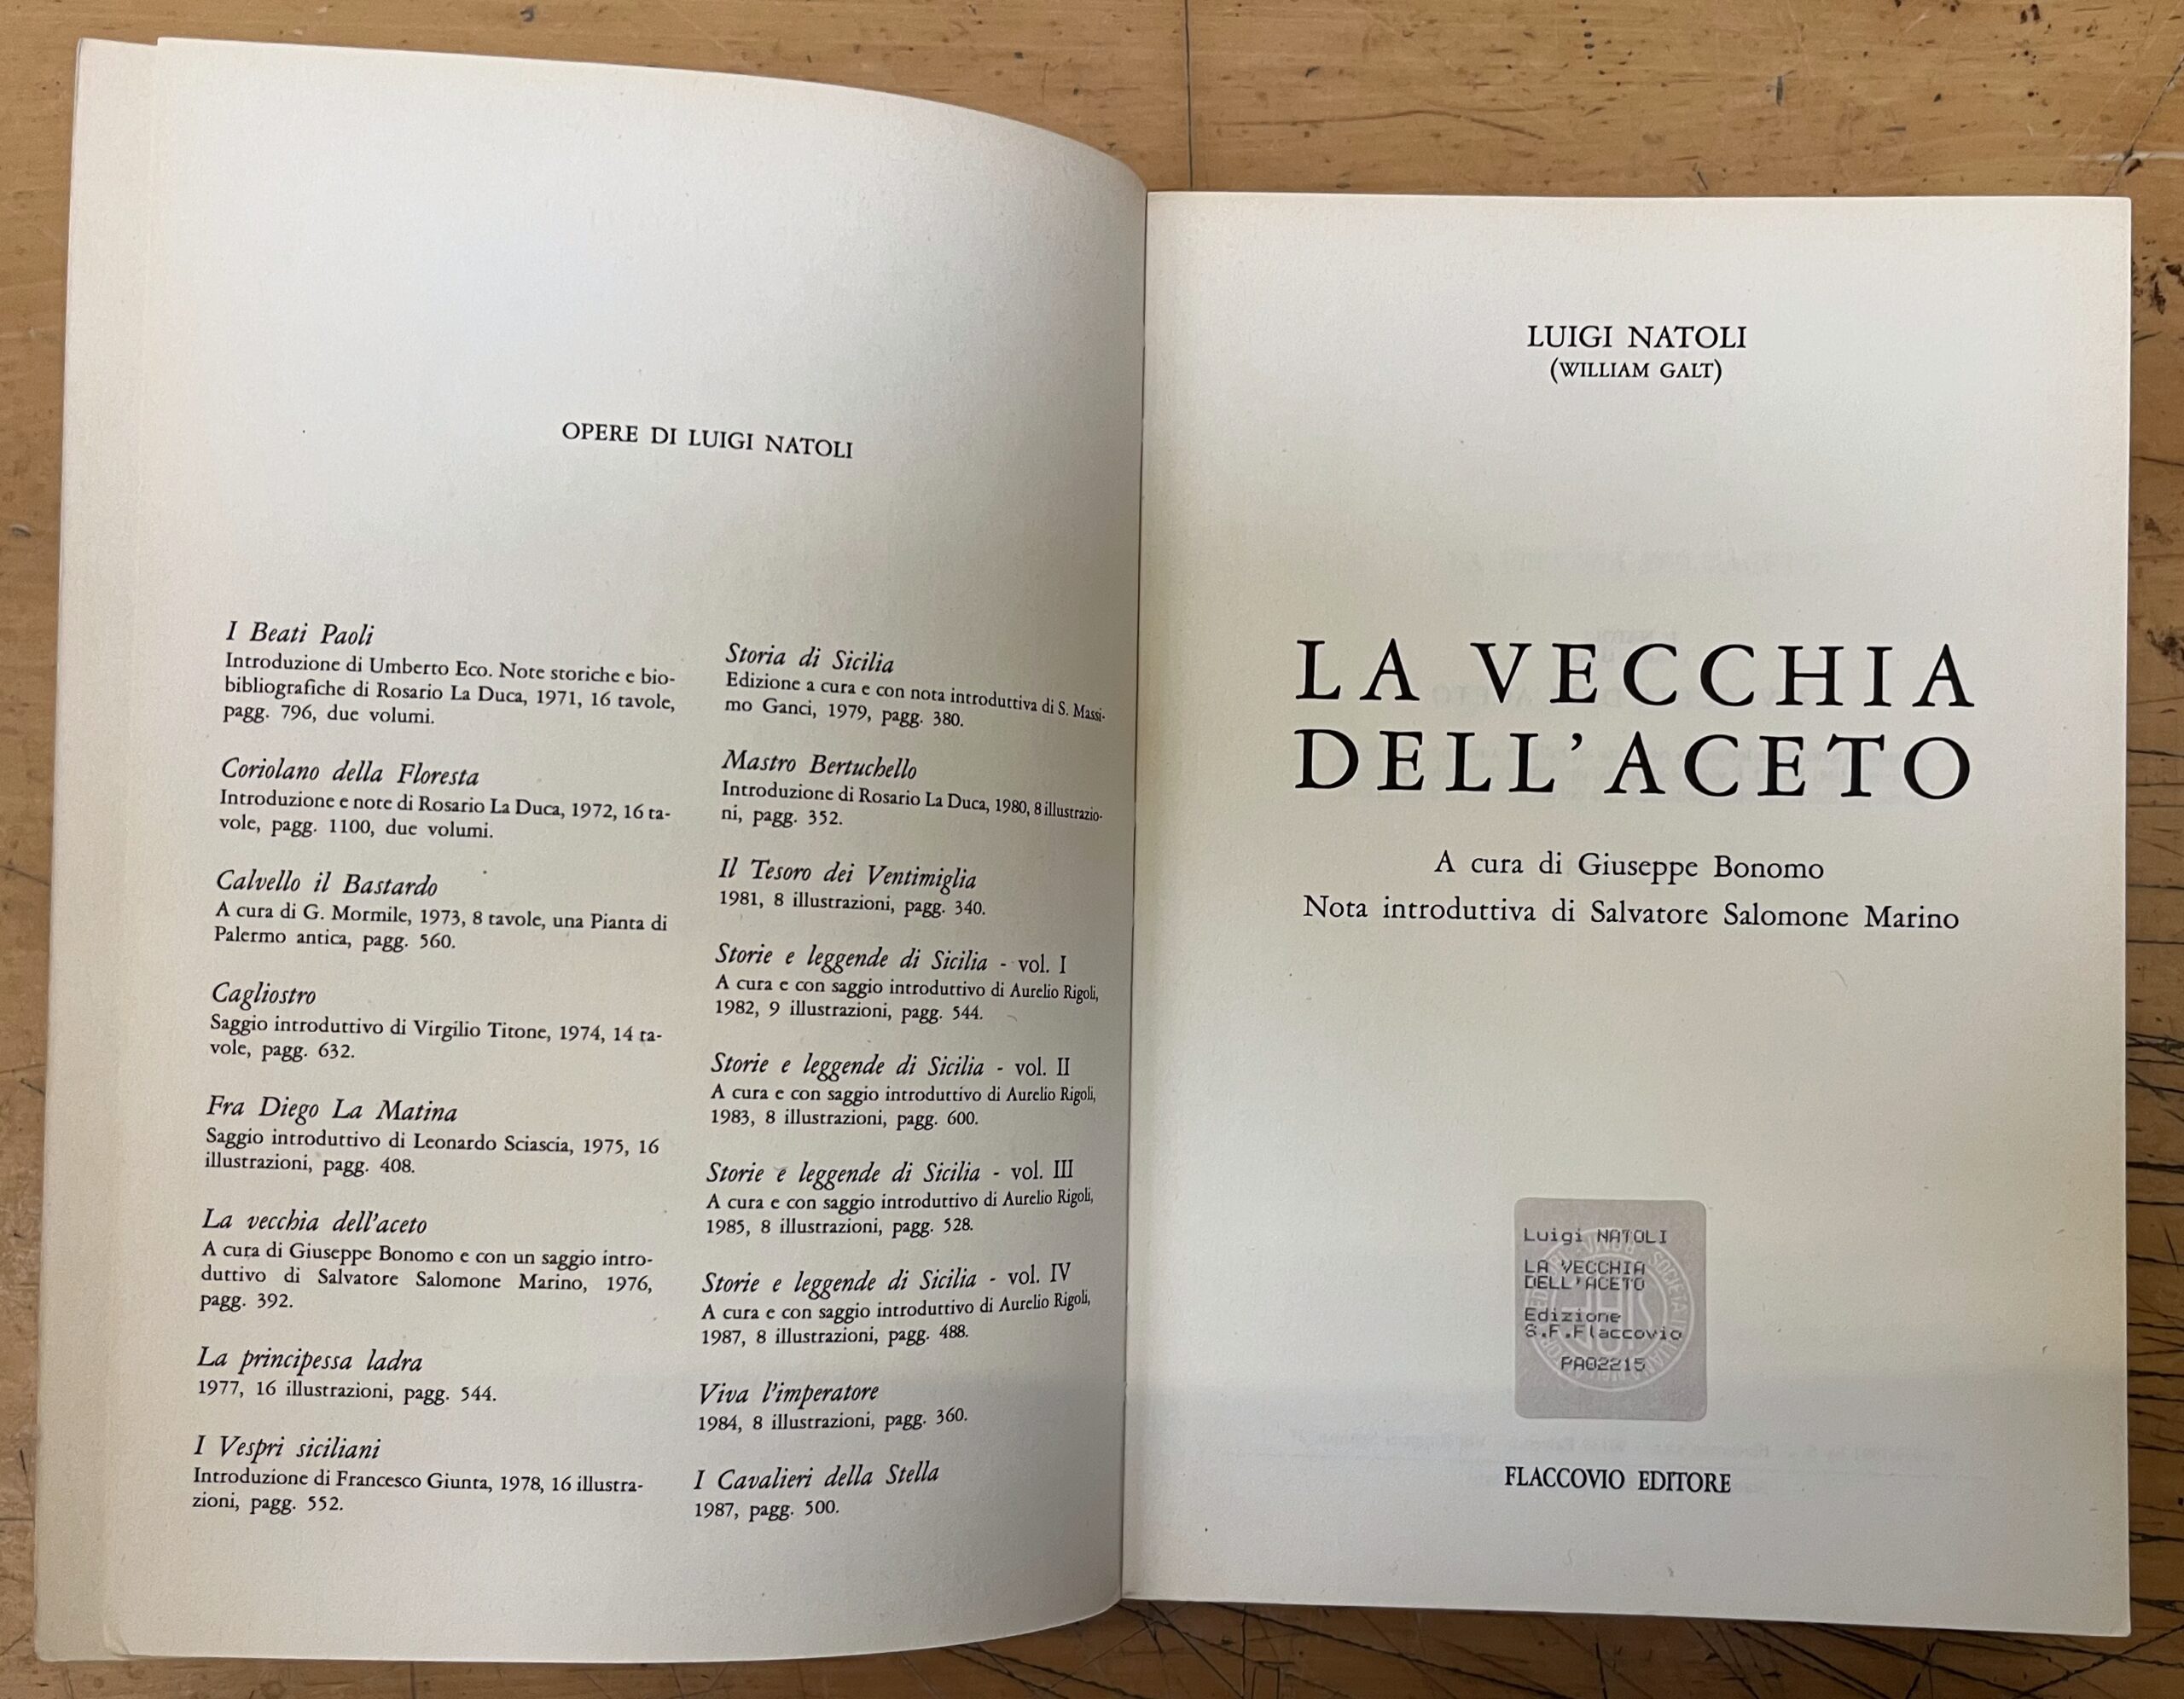 OPERE DI LUIGI NATOLI
I Beati Paoli
Introduzione di Umberto Eco. Note storiche e bio-
bibliografiche di Rosario La Duca, 1971, 16 tavole,
pagg. 796, due volumi.
Coriolano della Floresta
Introduzione e note di Rosario La Duca, 1972, 16 ta-
vole, pagg. 1100, due volumi.
Calvello il Bastardo
A cura di G. Mormile, 1973, 8 tavole, una Pianta di
Palermo antica, pagg. 560.
Cagliostro
Saggio introduttivo di Virgilio Titone, 1974, 14 ta-
vole, pagg. 632.
Fra Diego La Matina
Saggio introduttivo di Leonardo Sciascia, 1975, 16
illustrazioni, pagg. 408.
La vecchia dell'aceto
A cura di Giuseppe Bonomo e con un saggio intro-
duttivo di Salvatore Salomone Marino, 1976,
pagg. 392.
La principessa ladra
1977, 16 illustrazioni, pagg. 544.
I Vespri siciliani
Introduzione di Francesco Giunta, 1978, 16 illustra-
zioni, pagg. 552.
Storia di Sicilia
Edizione a cura e con nota introduttiva di S. Massi-
mo Ganci, 1979, pagg. 380.
Mastro Bertuchello
Introduzione di Rosario La Duca, 1980, 8 illustrazio-
ni, pagg. 352.
Il Tesoro dei Ventimiglia
1981, 8 illustrazioni, pagg. 340.
Storie e leggende di Sicilia - vol. I
A cura e con saggio introduttivo di Aurelio Rigoli,
1982, 9 illustrazioni, pagg. 544.
Storie e leggende di Sicilia - vol. II
A cura e con saggio introduttivo di Aurelio Rigoli,
1983, 8 illustrazioni, pagg. 600.
Storie e leggende di Sicilia - vol. III
A cura e con saggio introduttivo di Aurelio Rigoli,
1985, 8 illustrazioni, pagg. 528.
Storie e leggende di Sicilia - vol. IV
A cura e con saggio introduttivo di Aurelio Rigoli,
1987, 8 illustrazioni, pagg. 488.
Viva l'imperatore
1984, 8 illustrazioni, pagg. 360.
I Cavalieri della Stella
1987, pagg. 500.
LUIGI NATOLI
(WILLIAM GALT)
LA VECCHIA
DELL'ACETO
A cura di Giuseppe Bonomo
Nota introduttiva di Salvatore Salomone Marino
Luigi NATOLI
LA VECCHIA
DELL'ACETO
Edizione
S.F.Flaccovio
PA02215
FLACCOVIO EDITORE